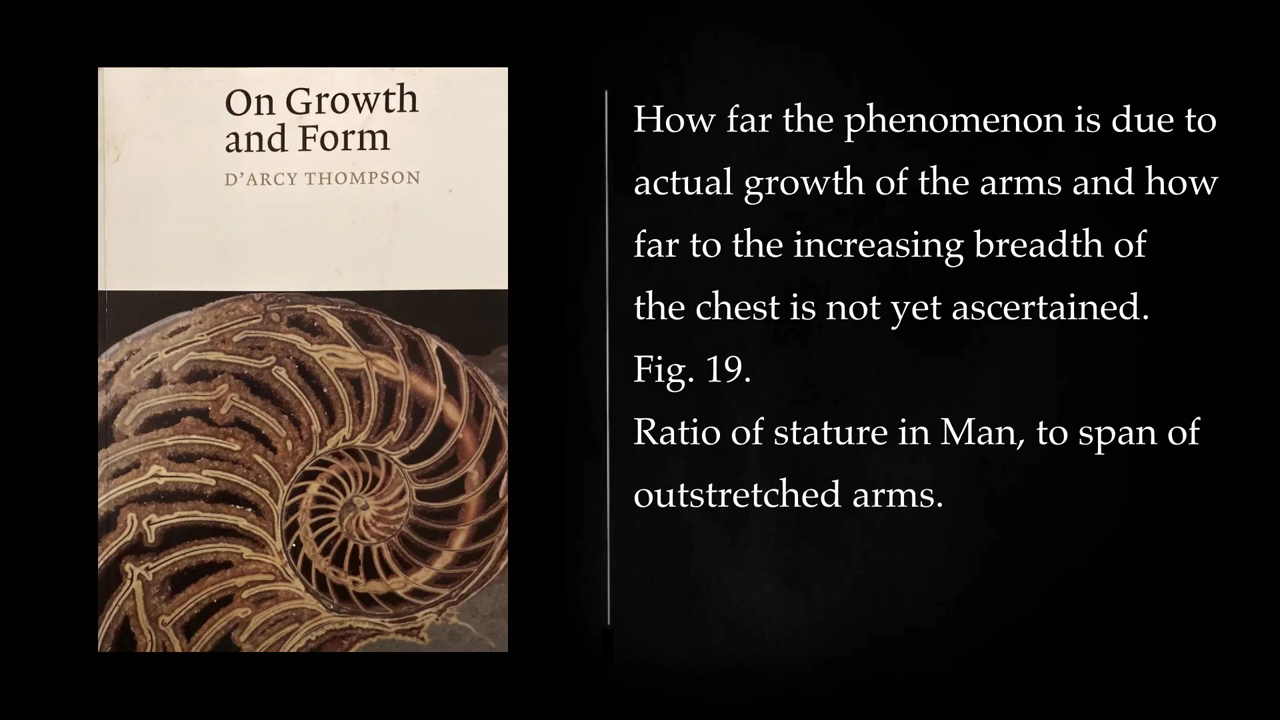 On Growth
and Form
D'ARCY THOMPSON
How far the phenomenon is due to
actual growth of the arms and how
far to the increasing breadth of
the chest is not yet ascertained.
Fig. 19.
Ratio of stature in Man, to span of
outstretched arms.